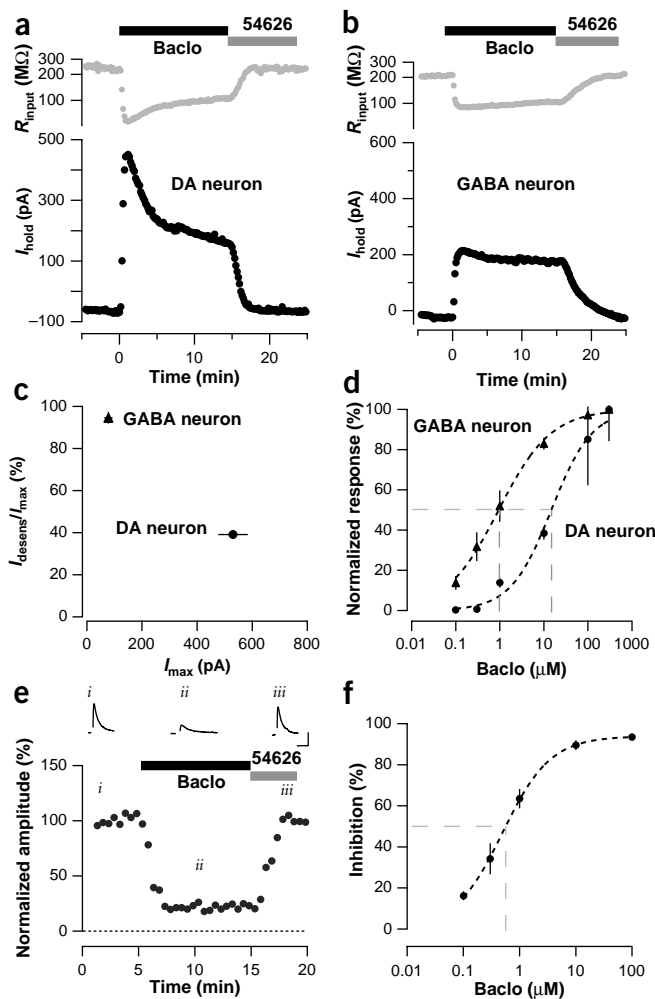 a
54626
Baclo
300
200
100
Rinput (MΩ)
500
300
100
–100
Ihold (pA)
DA neuron
0
10
20
Time (min)
b
54626
Baclo
300
200
100
Rinput (MΩ)
600
400
200
0
Ihold (pA)
GABA neuron
0
10
20
Time (min)
c
100
80
60
40
20
0
Idesens/Imax (%)
GABA neuron
DA neuron
0
200
400
600
800
Imax (pA)
d
100
80
60
40
20
0
Normalized response (%)
GABA neuron
DA neuron
0.01
0.1
1
10
100
1000
Baclo (μM)
e
i
ii
iii
54626
Baclo
150
100
50
0
Normalized amplitude (%)
i
ii
iii
0
5
10
15
20
Time (min)
f
100
80
60
40
20
0
Inhibition (%)
0.01
0.1
1
10
100
Baclo (μM)